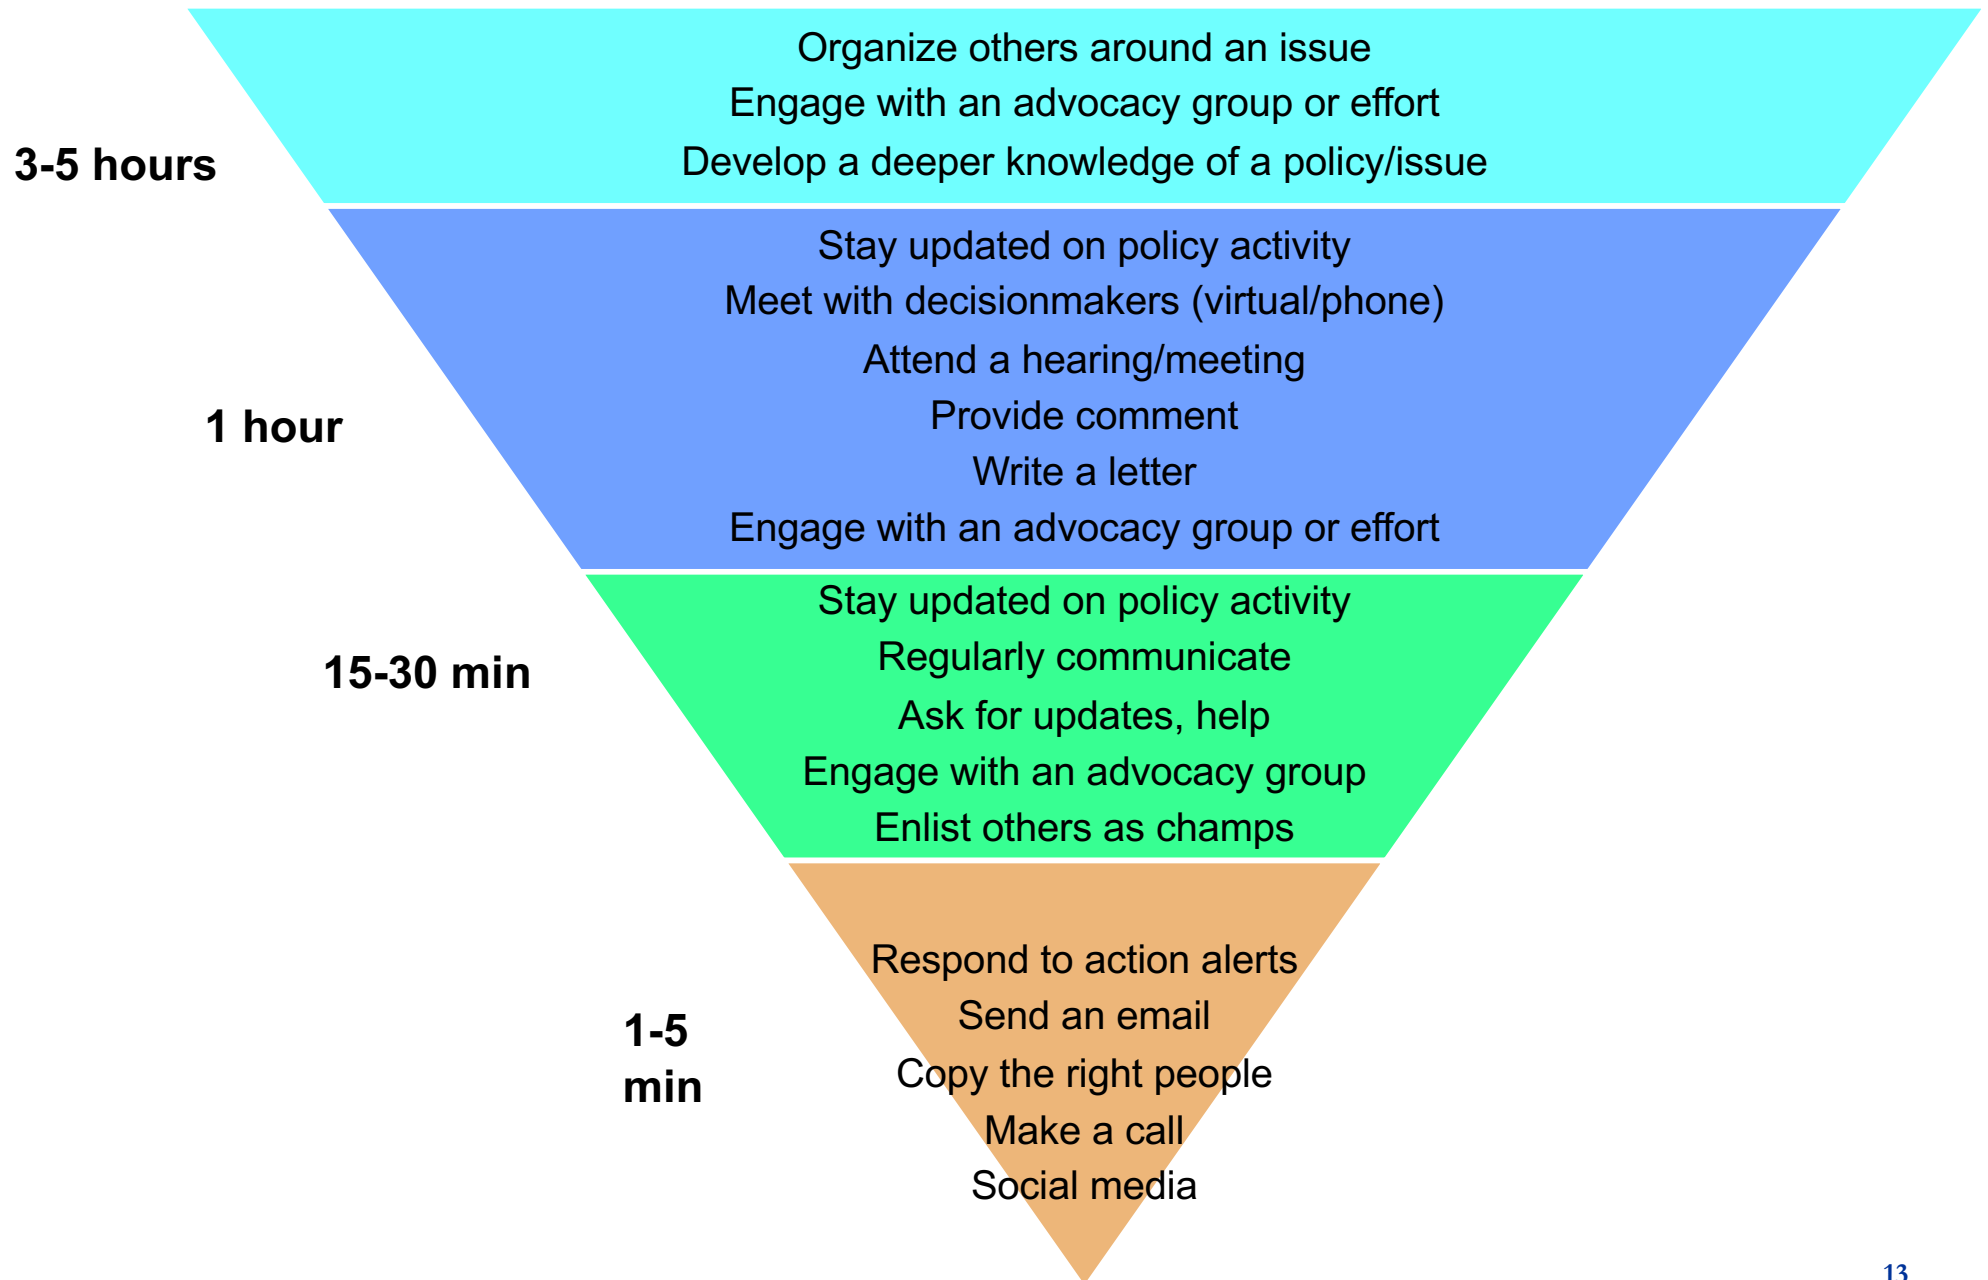 Organize others around an issue
Engage with an advocacy group or effort
Develop a deeper knowledge of a policy/issue
3-5 hours
Stay updated on policy activity
Meet with decisionmakers (virtual/phone)
Attend a hearing/meeting
Provide comment
Write a letter
Engage with an advocacy group or effort
1 hour
Stay updated on policy activity
Regularly communicate
Ask for updates, help
Engage with an advocacy group
Enlist others as champs
15-30 min
Respond to action alerts
Send an email
Copy the right people
Make a call
Social media
1-5
min
13